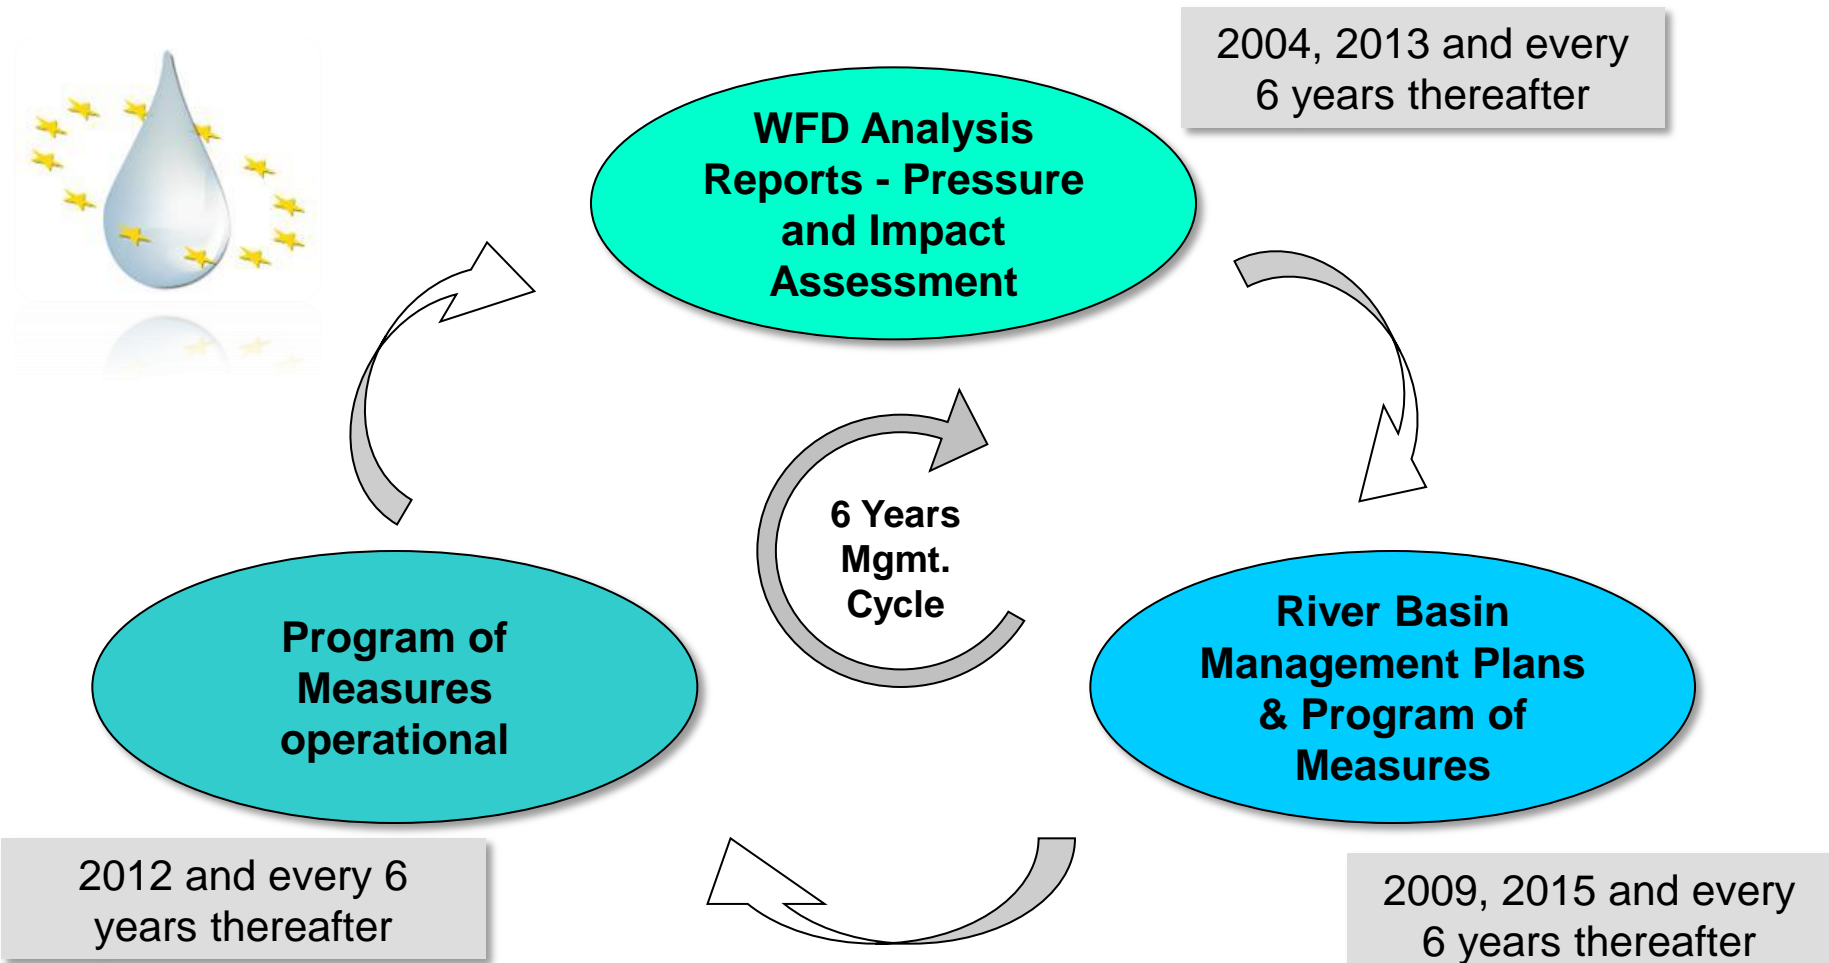 2004, 2013 and every
6 years thereafter
WFD Analysis
Reports - Pressure
and Impact
Assessment
6 Years
Mgmt.
Cycle
Program of
Measures
operational
River Basin
Management Plans
& Program of
Measures
2012 and every 6
years thereafter
2009, 2015 and every
6 years thereafter